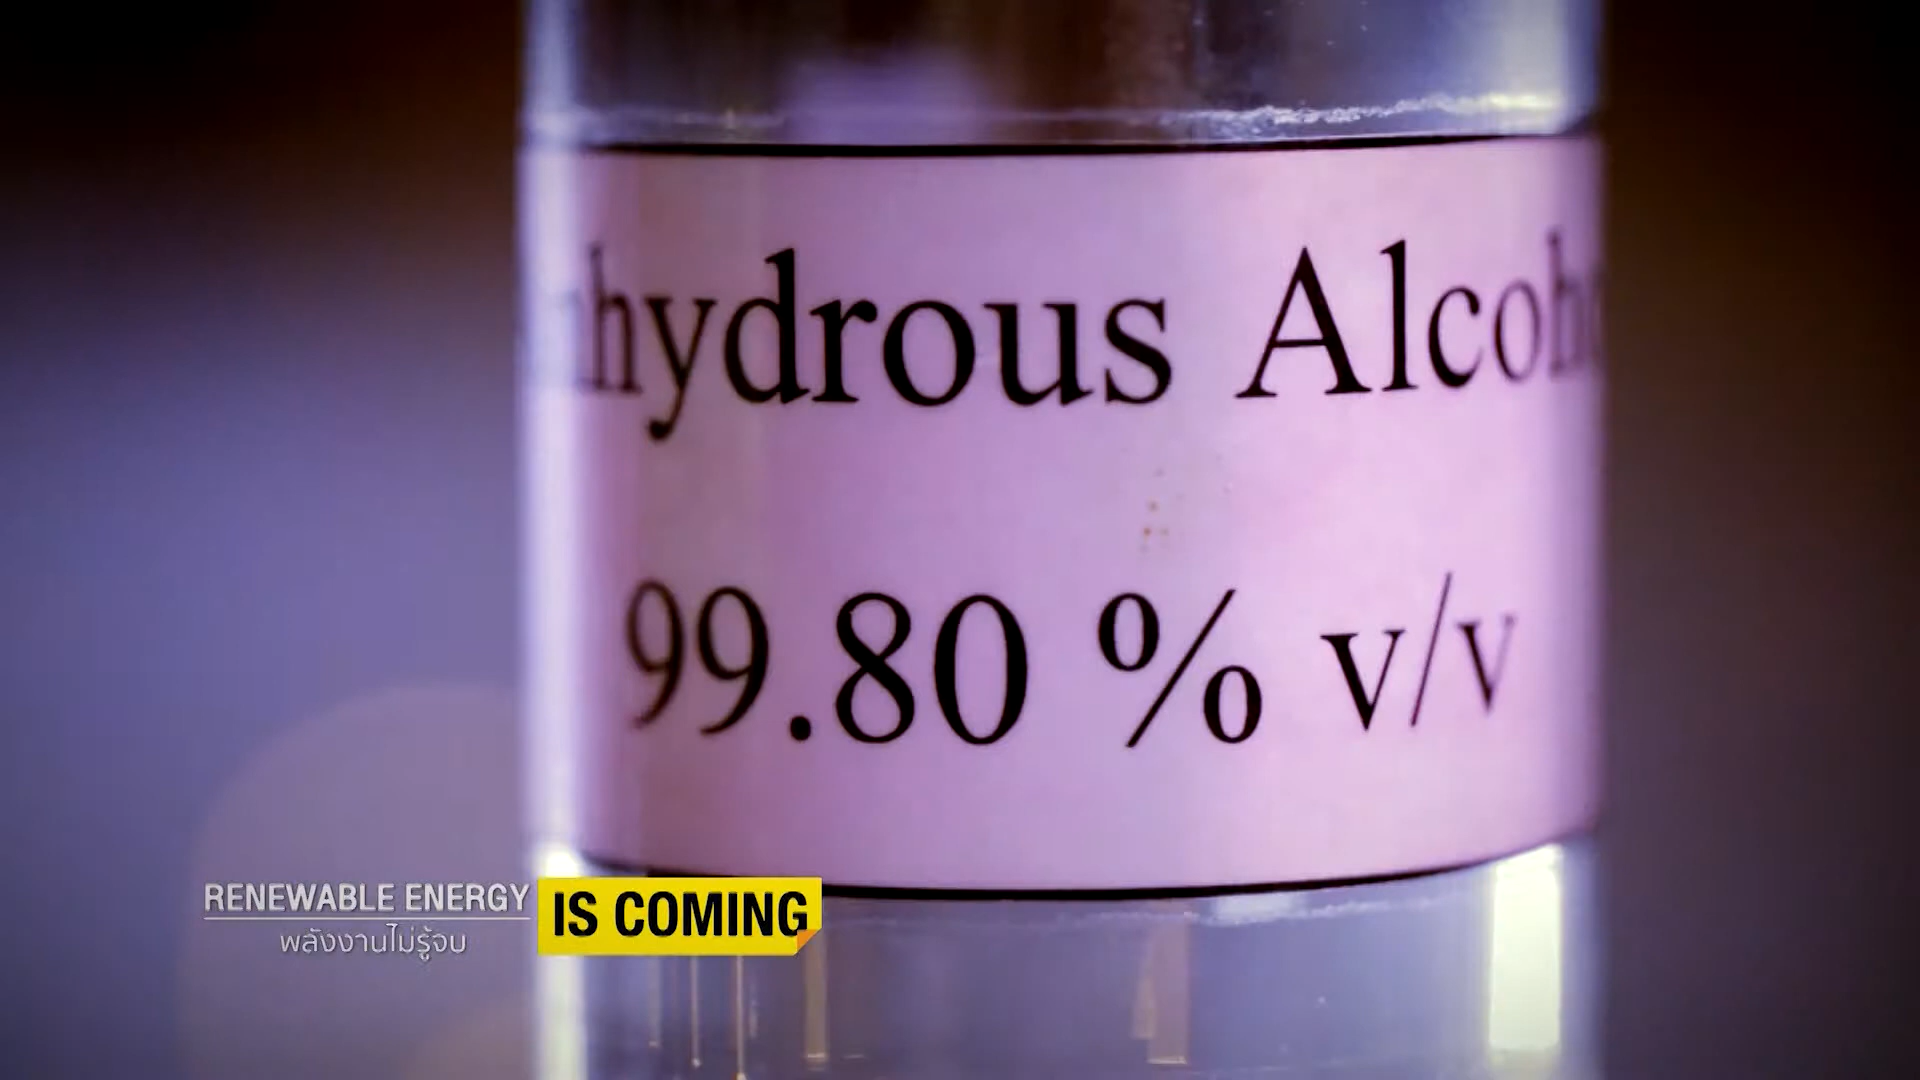 hydrous Alcoh
99.80 % v/v
RENEWABLE ENERGY
IS COMING
พลังงานไม่รู้จบ